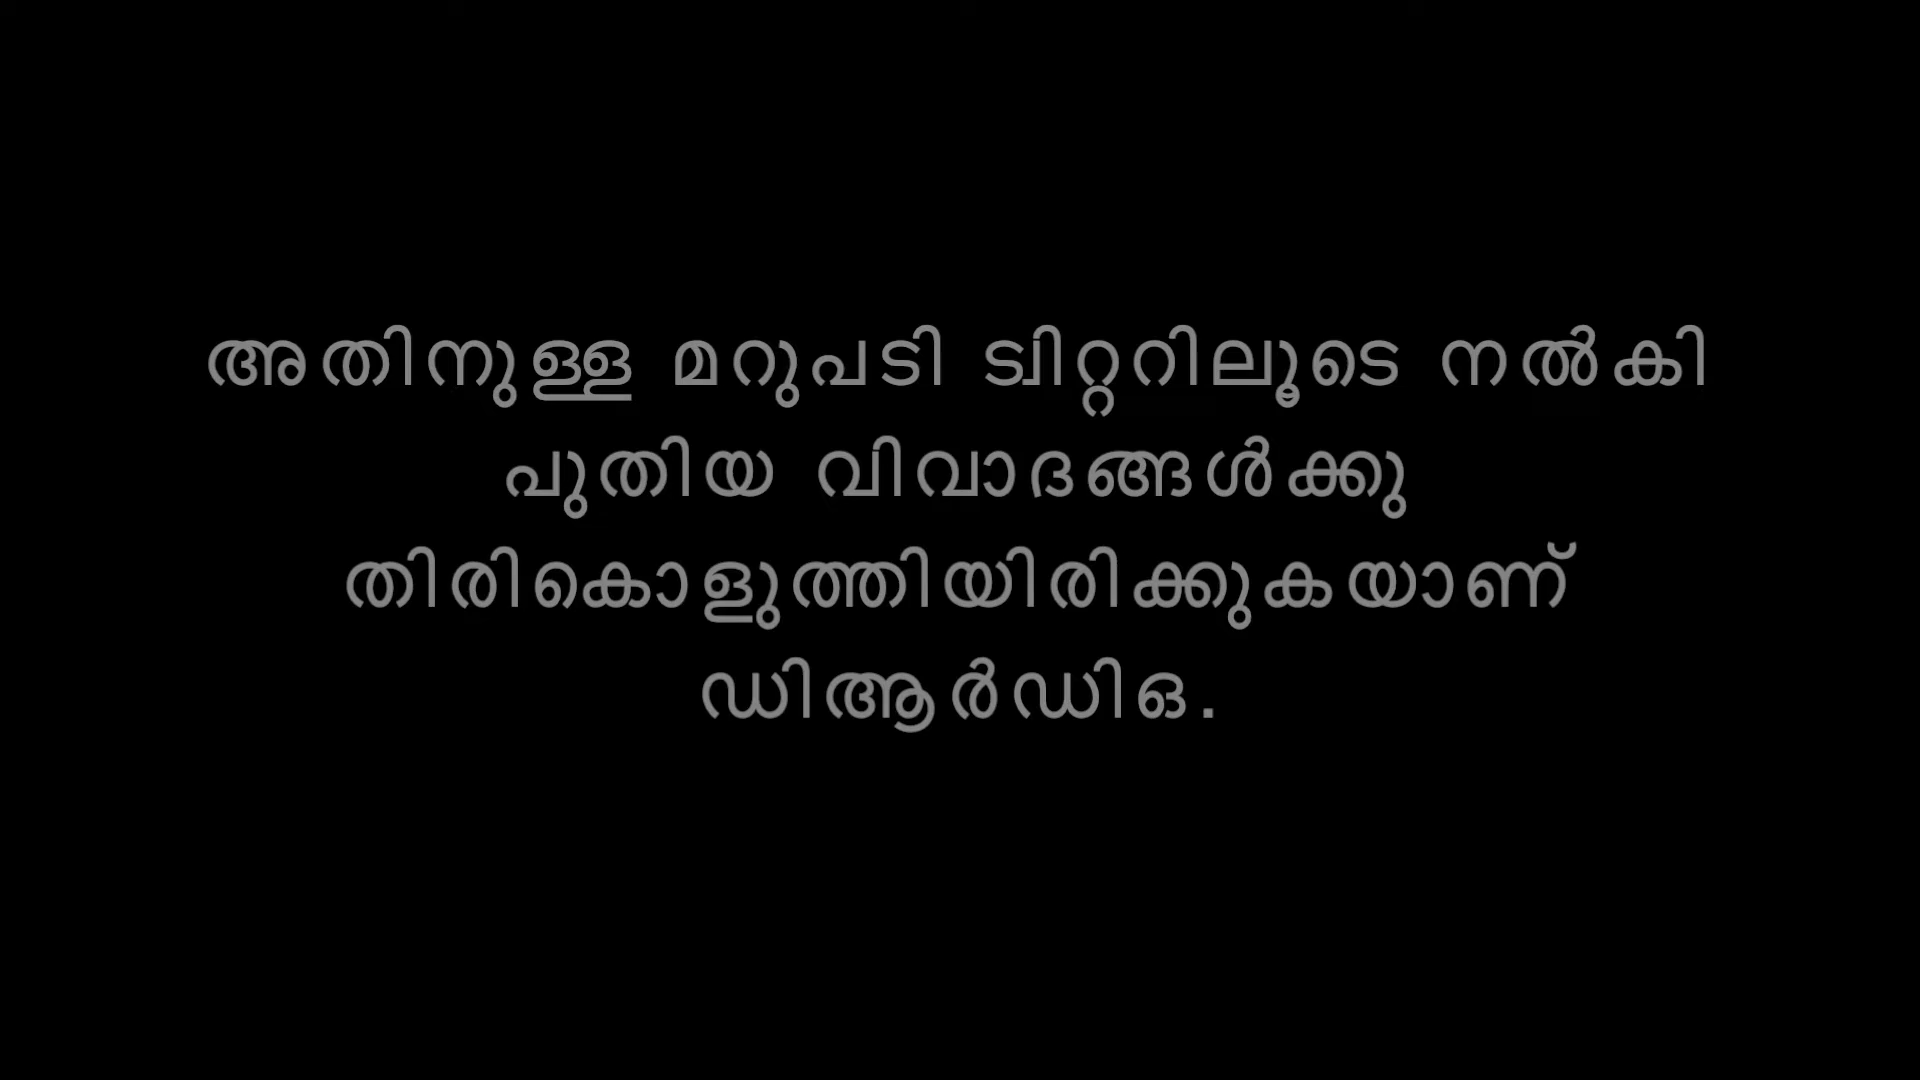 അതിനുള്ള മറുപടി ട്വിറ്ററിലൂടെ നൽകി
പുതിയ വിവാദങ്ങൾക്കു
തിരികൊളുത്തിയിരിക്കുകയാണ്
ഡിആർഡിഒ.